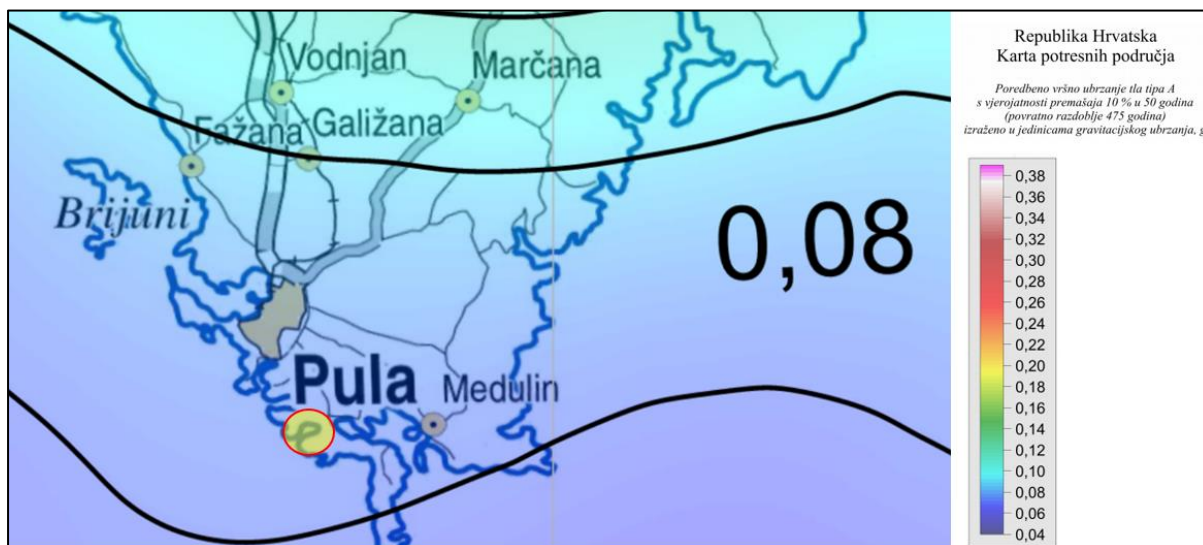 Vodnjan
Marčana
Galižana
Fažana
Brijuni
0,08
Pula
Medulin
Republika Hrvatska
Karta potresnih područja
Poredbeno vršno ubrzanje tla tipa A
s vjerojatnosti premašaja 10 % u 50 godina
(povratno razdoblje 475 godina)
izraženo u jedinicama gravitacijskog ubrzanja, g
0,38
0,36
0,34
0,32
0,30
0,28
0,26
0,24
0,22
0,20
0,18
0,16
0,14
0,12
0,10
0,08
0,06
0,04